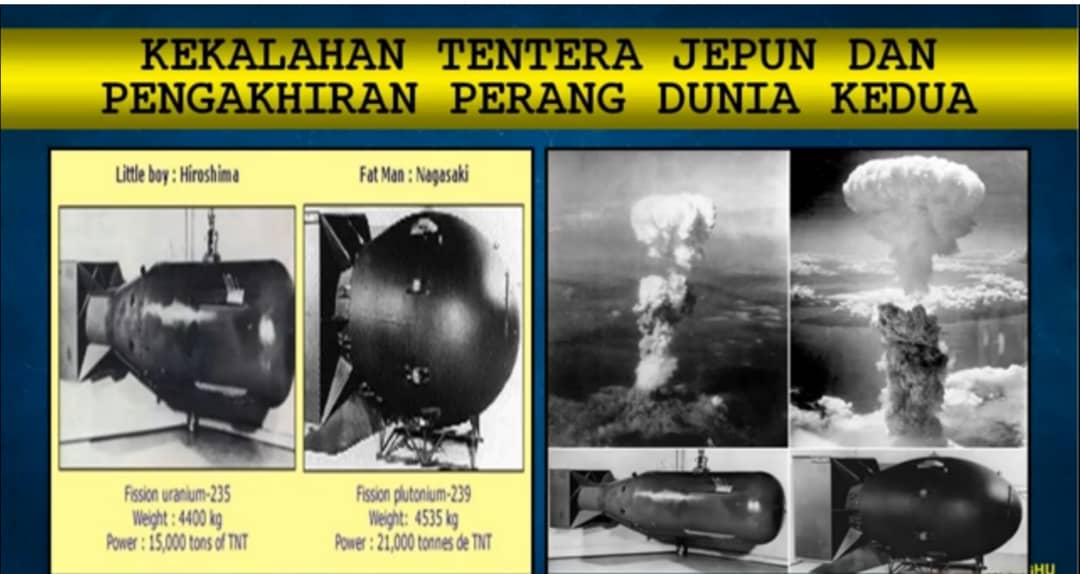 KEKALAHAN TENTERA JEPUN DAN
PENGAKHIRAN PERANG DUNIA KEDUA
Little boy : Hiroshima
Fat Man : Nagasaki
Fission uranium-235
Weight : 4400 kg
Power : 15,000 tons of TNT
Fission plutonium-239
Weight: 4535 kg
Power : 21,000 tonnes de TNT